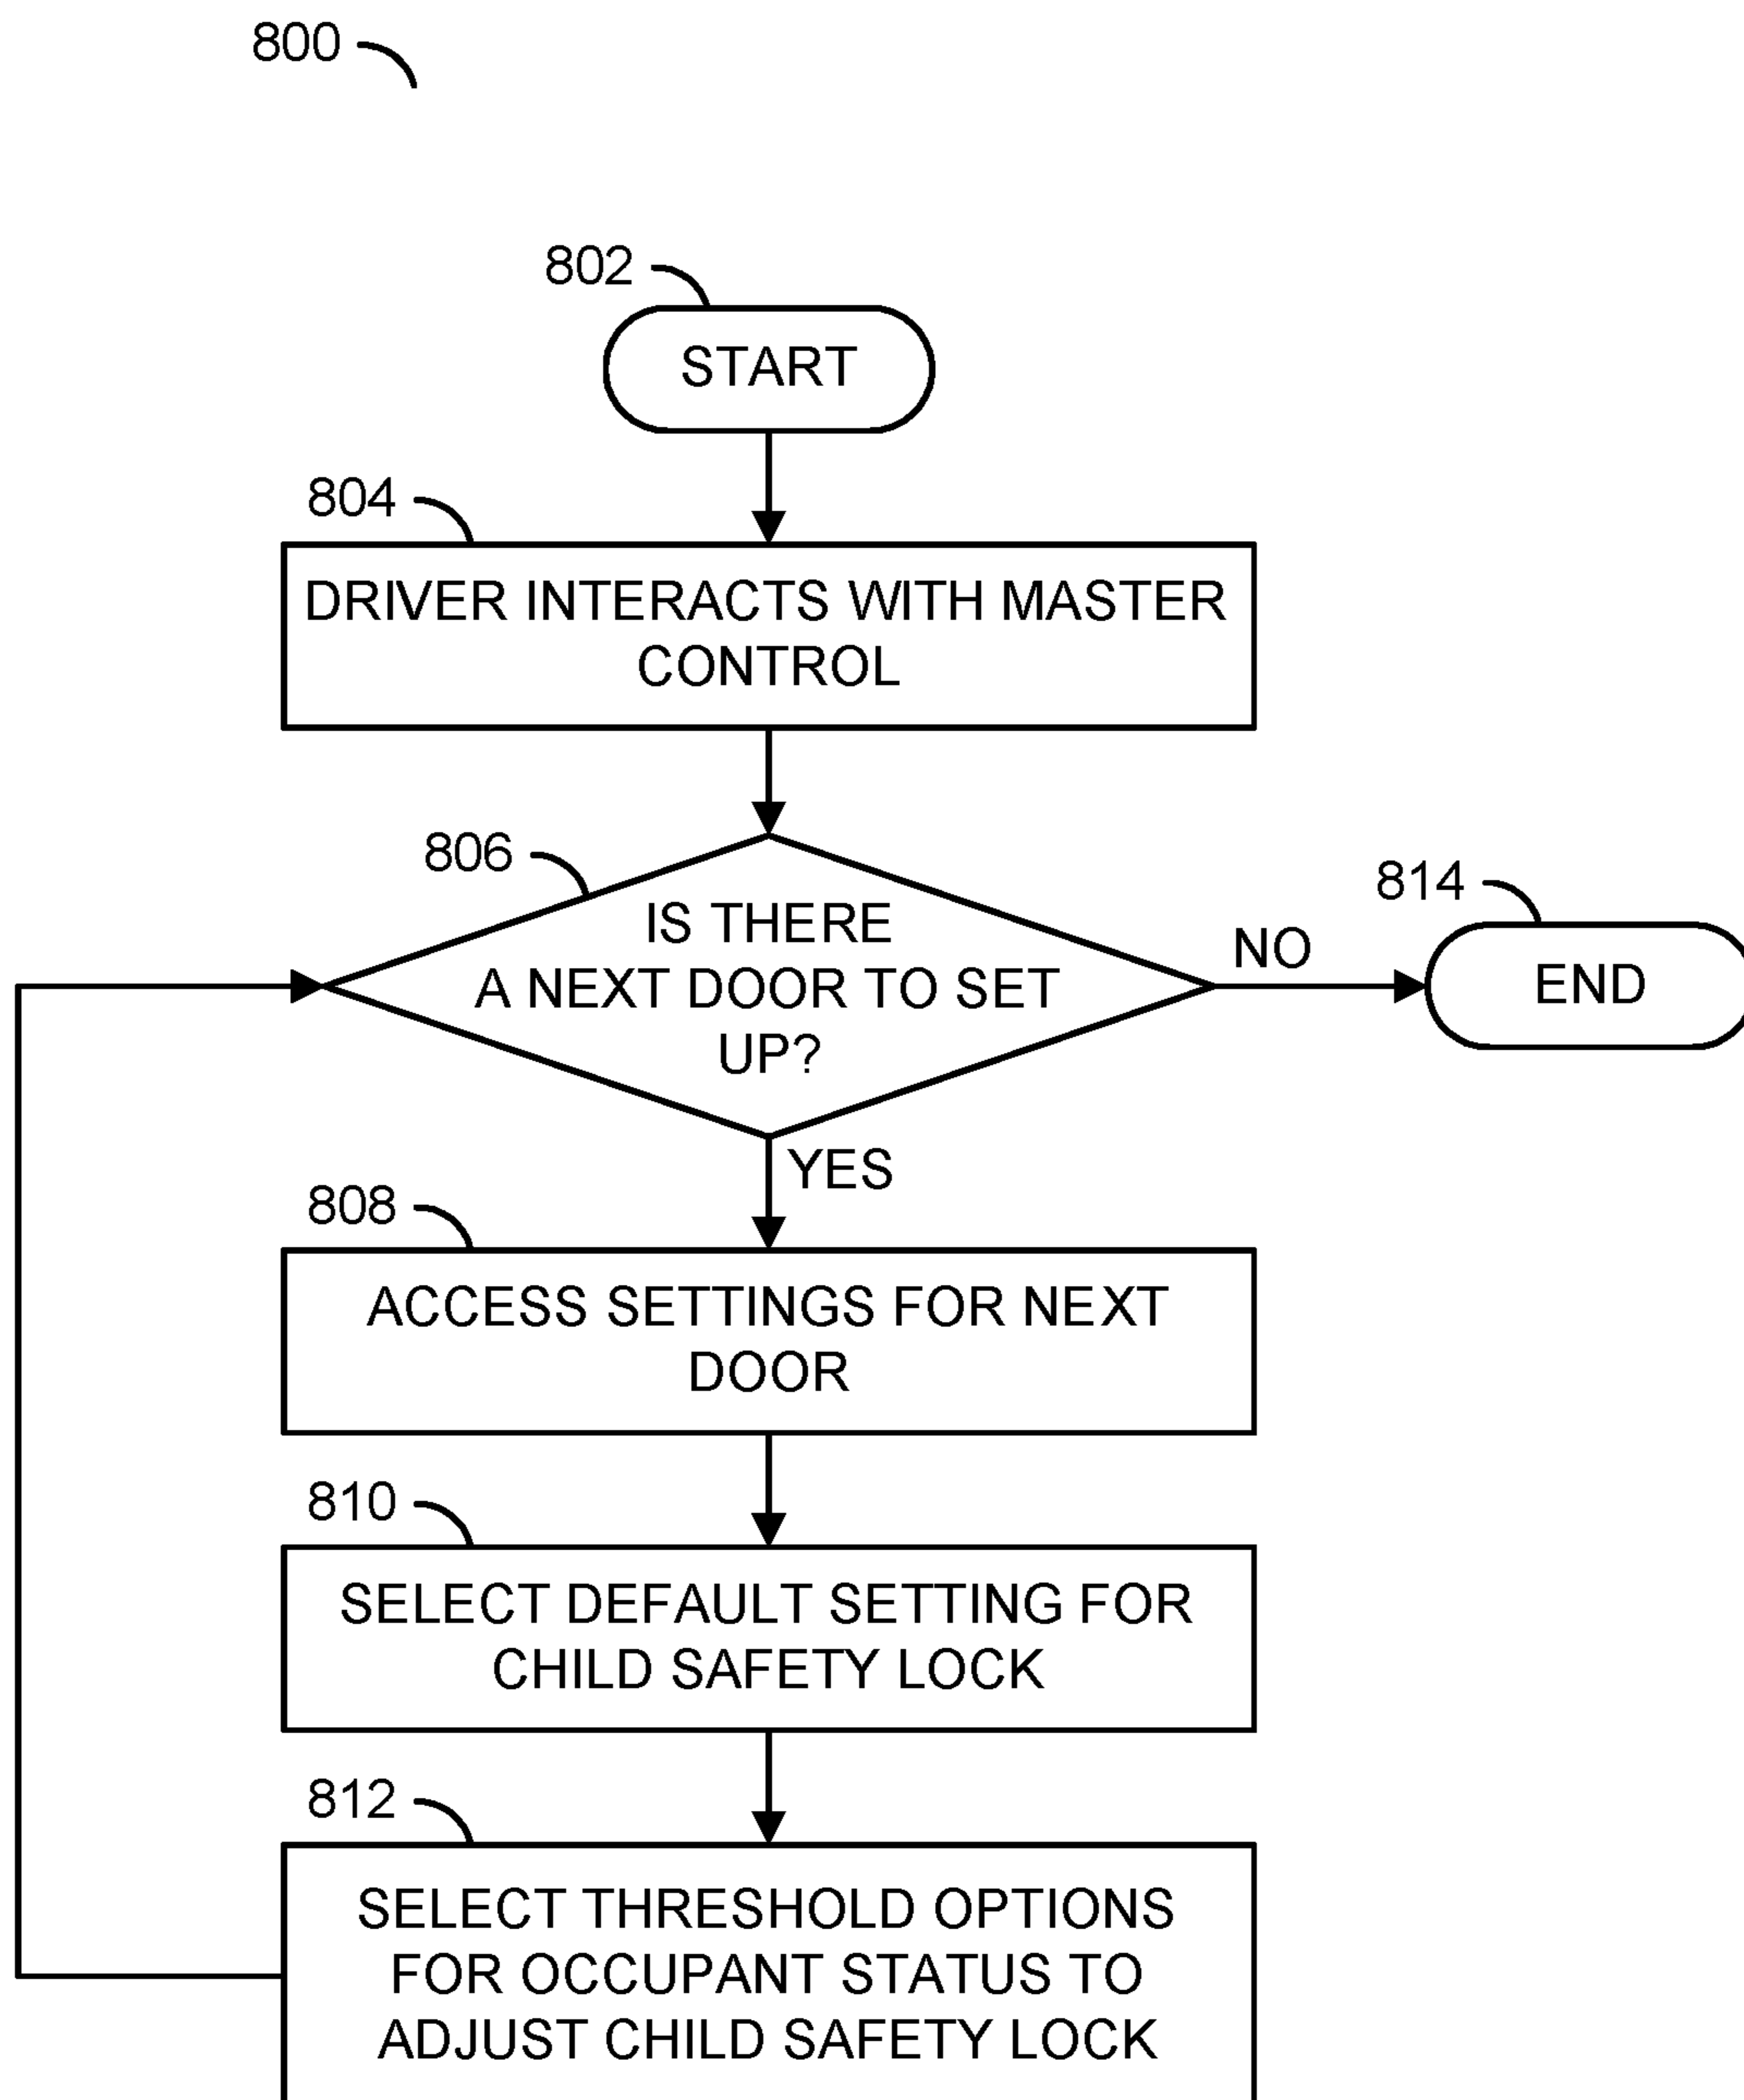 800
802
START
804
DRIVER INTERACTS WITH MASTER
CONTROL
806
IS THERE
A NEXT DOOR TO SET
UP?
NO
814
END
YES
808
ACCESS SETTINGS FOR NEXT
DOOR
810
SELECT DEFAULT SETTING FOR
CHILD SAFETY LOCK
812
SELECT THRESHOLD OPTIONS
FOR OCCUPANT STATUS TO
ADJUST CHILD SAFETY LOCK